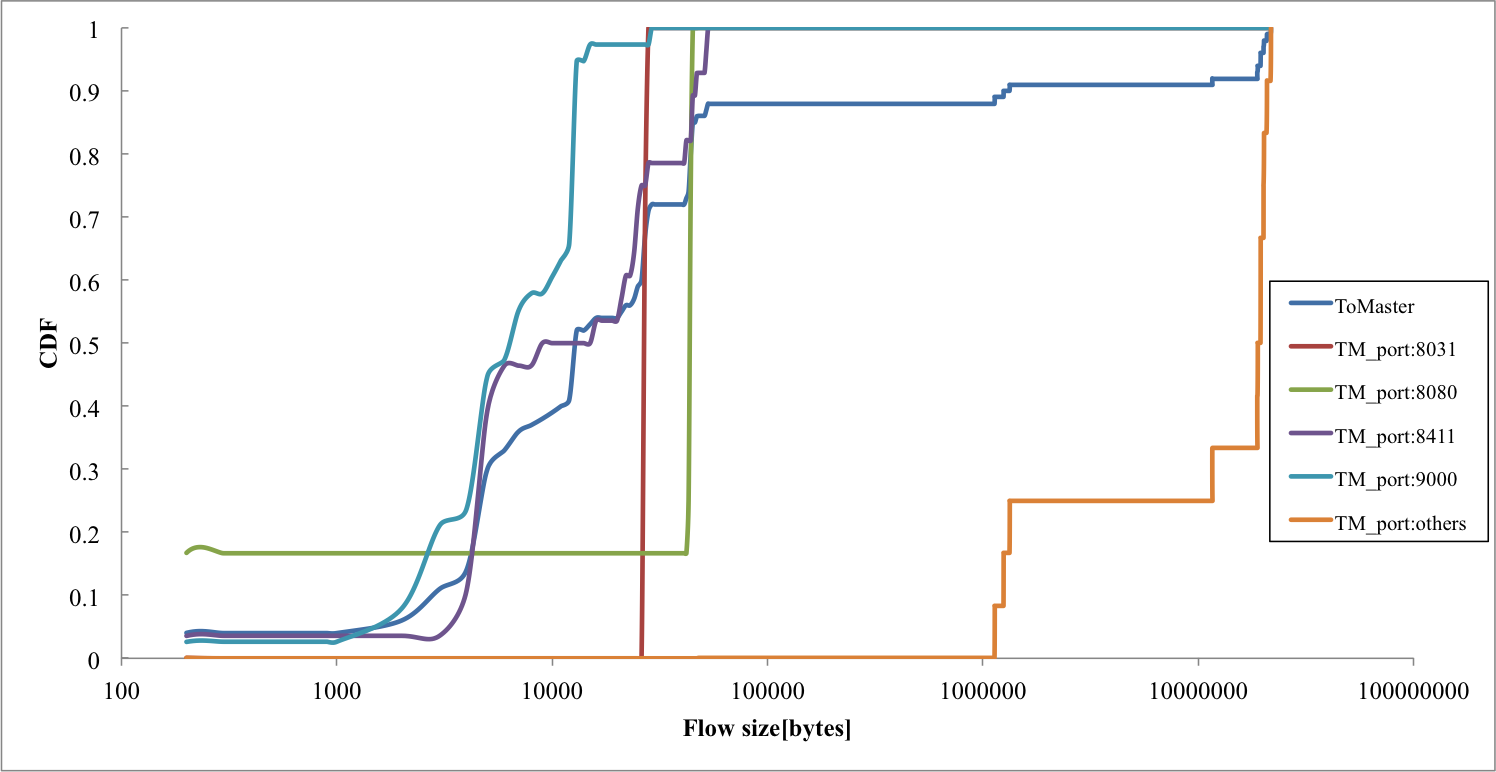 1
0.9
0.8
0.7
0.6
0.5
0.4
0.3
0.2
0.1
0
CDF
100
1000
10000
100000
1000000
10000000
100000000
Flow size[bytes]
ToMaster
TM_port:8031
TM_port:8080
TM_port:8411
TM_port:9000
TM_port:others